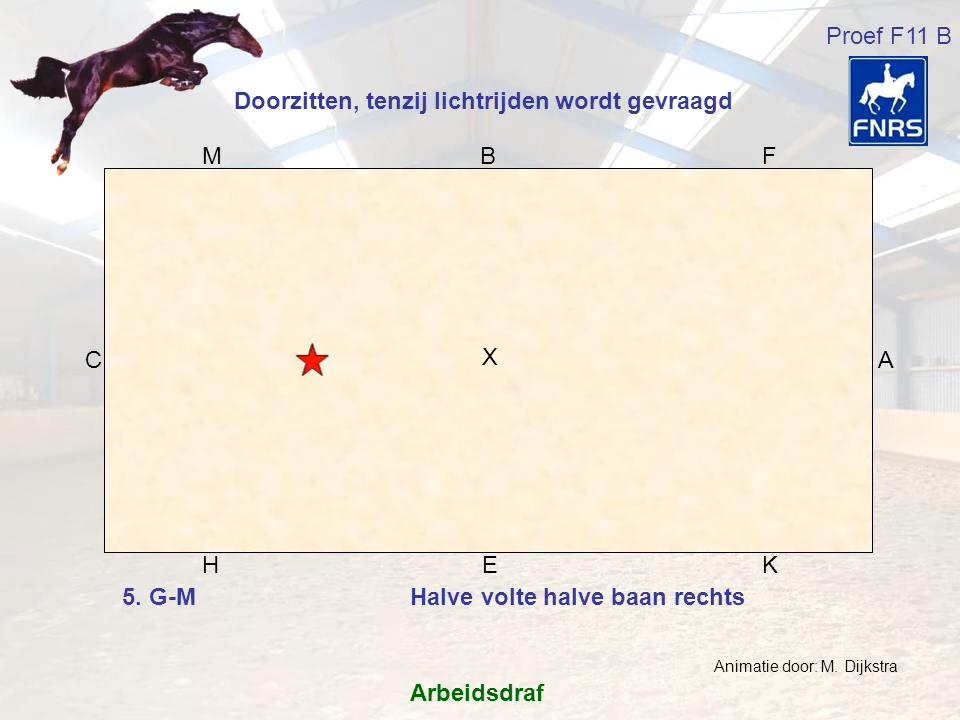 Proef F11 B
FNRS
Doorzitten, tenzij lichtrijden wordt gevraagd
M B F
C X A
H E K
5. G-M Halve volte halve baan rechts
Animatie door: M. Dijkstra
Arbeidsdraf